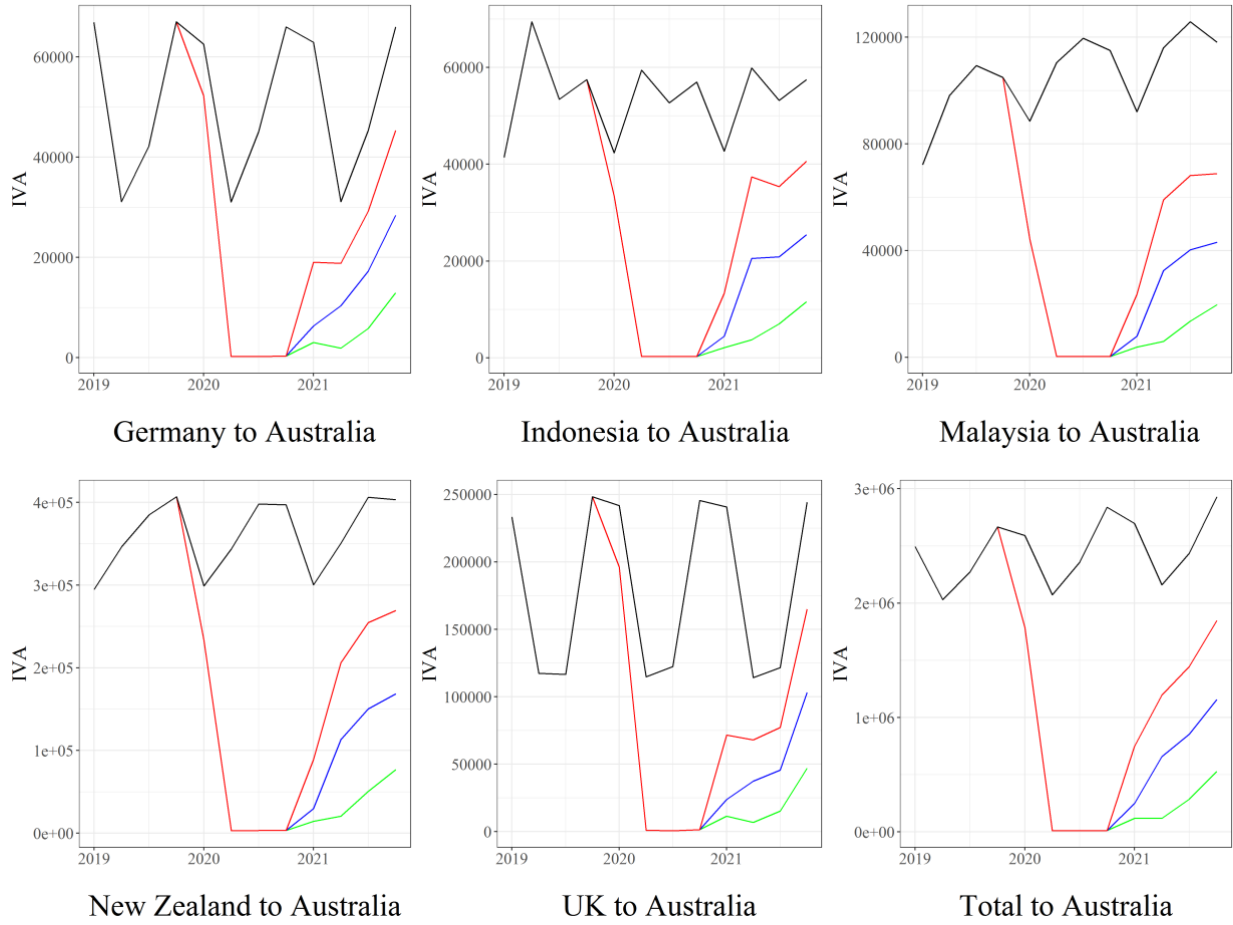 60000
40000
20000
0
IVA
2019
2020
2021
Germany to Australia
60000
40000
20000
0
IVA
2019
2020
2021
Indonesia to Australia
120000
80000
40000
0
IVA
2019
2020
2021
Malaysia to Australia
4e+05
3e+05
2e+05
1e+05
0e+00
IVA
2019
2020
2021
New Zealand to Australia
250000
200000
150000
100000
50000
0
IVA
2019
2020
2021
UK to Australia
3e+06
2e+06
1e+06
0e+00
IVA
2019
2020
2021
Total to Australia